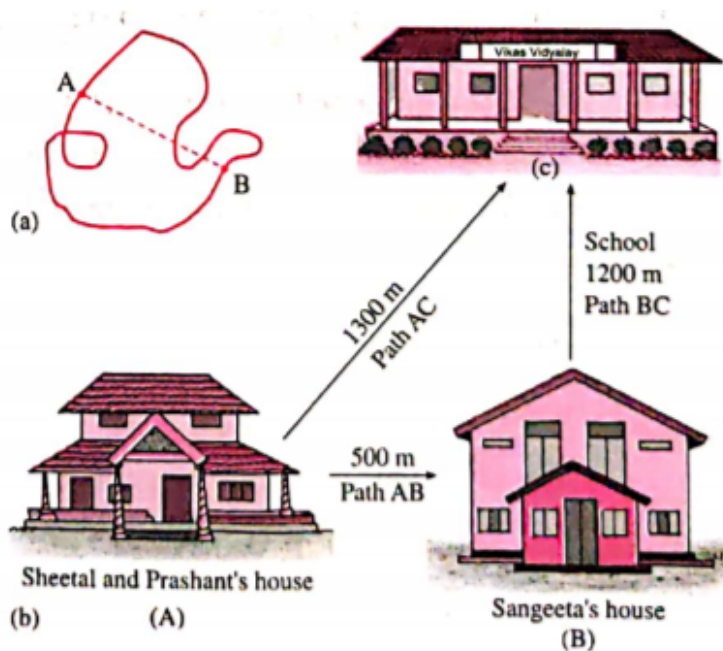 A
B
(a)
Vikas Vidyalay
(c)
School
1200 m
Path BC
1300 m
Path AC
500 m
Path AB
Sheetal and Prashant's house
(b)
(A)
Sangeeta's house
(B)